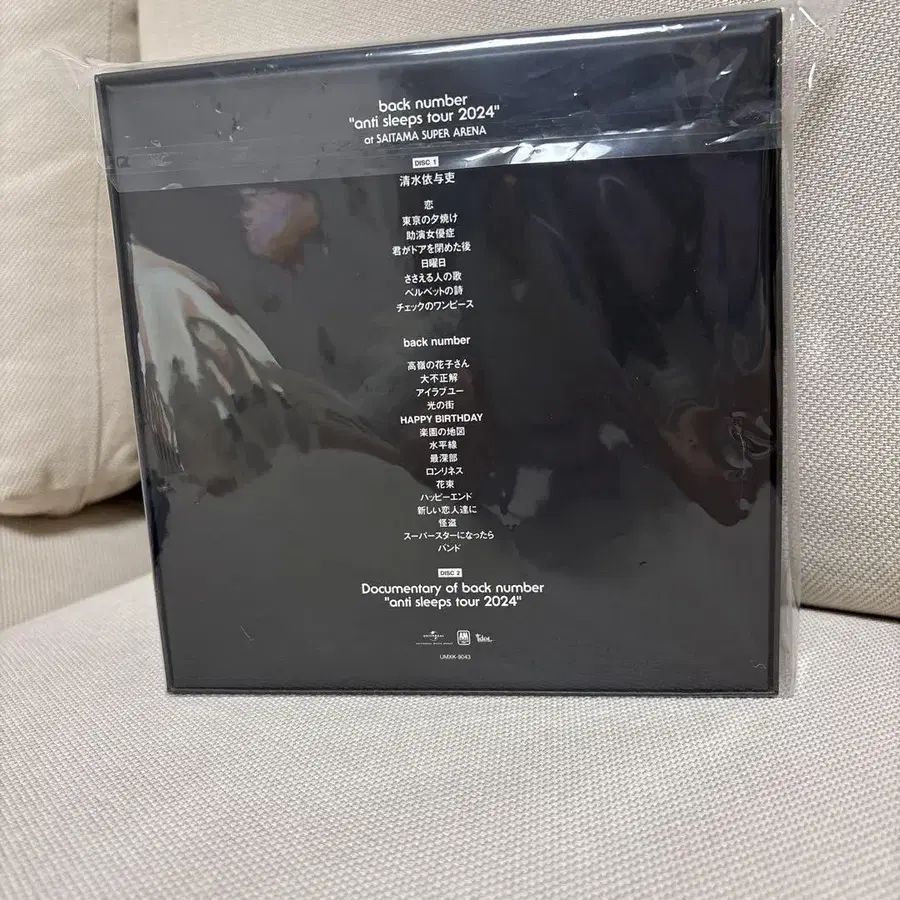 back number
"anti sleeps tour 2024"
at SAITAMA SUPER ARENA
DISC 1
清水依与吏
恋
東京の夕焼け
助演女優症
君がドアを閉めた後
日曜日
ささえる人の歌
ベルベットの詩
チェックのワンピース
back number
高嶺の花子さん
大不正解
アイラブユー
光の街
HAPPY BIRTHDAY
楽園の地図
水平線
最深部
ロンリネス
花束
ハッピーエンド
新しい恋人達に
怪盗
スーパースターになったら
バンド
DISC 2
Documentary of back number
"anti sleeps tour 2024"
UNIVERSAL
UMXK-9043